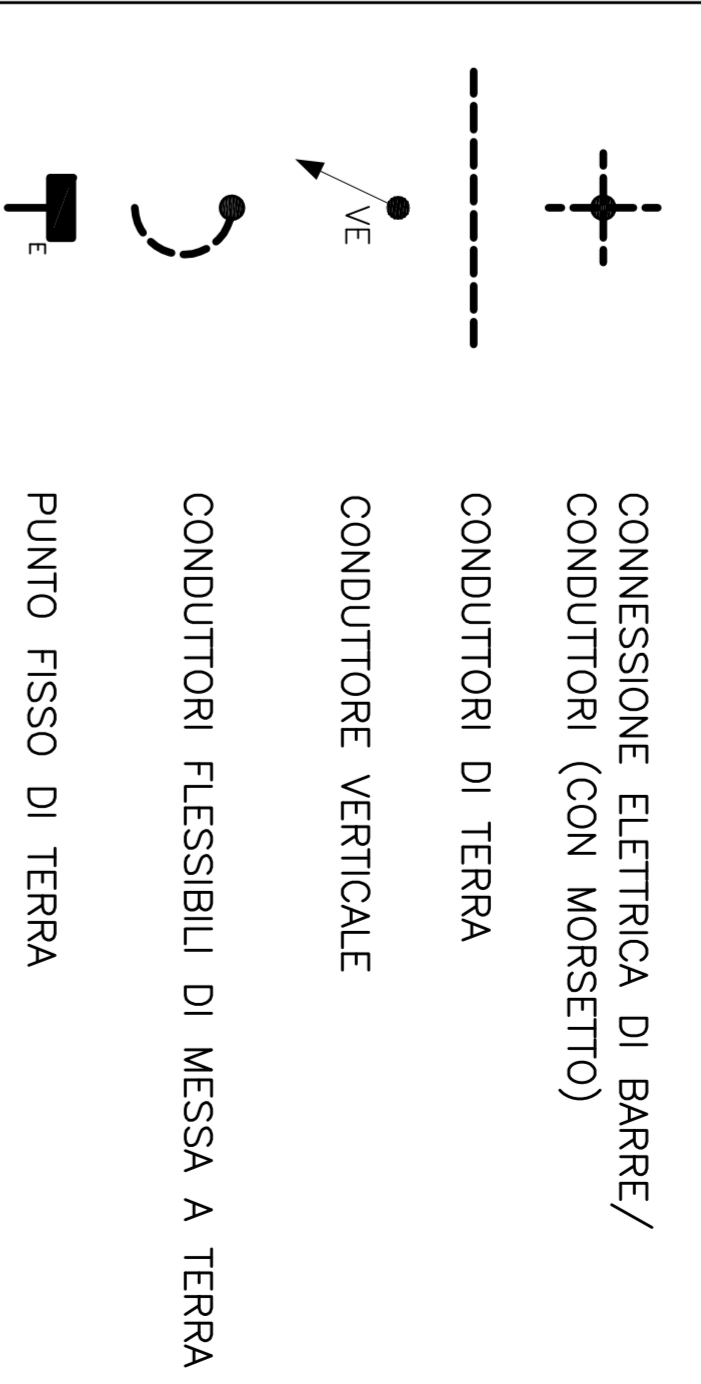 CONNESSIONE ELETTRICA DI BARRE/
CONDUTTORI (CON MORSETTO)
CONDUTTORI DI TERRA
VE
CONDUTTORE VERTICALE
CONDUTTORI FLESSIBILI DI MESSA A TERRA
E
PUNTO FISSO DI TERRA